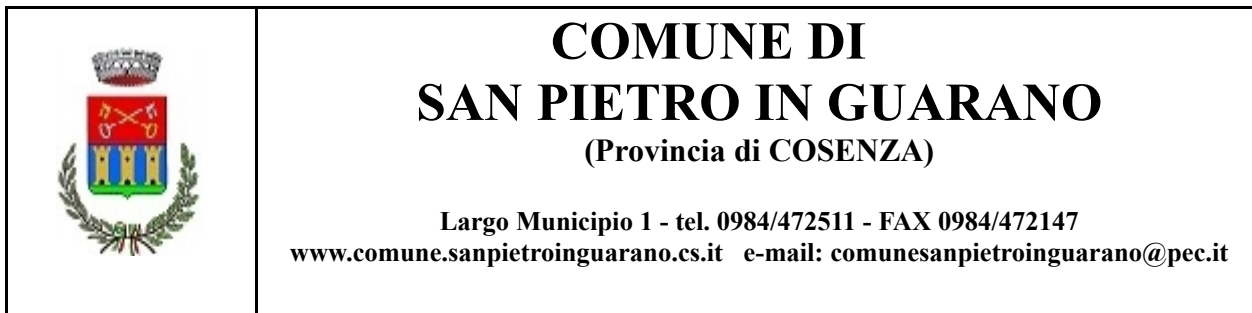 COMUNE DI
SAN PIETRO IN GUARANO
(Provincia di COSENZA)
Largo Municipio 1 - tel. 0984/472511 - FAX 0984/472147
www.comune.sanpietroinguarano.cs.it e-mail: comunesanpietroinguarano@pec.it